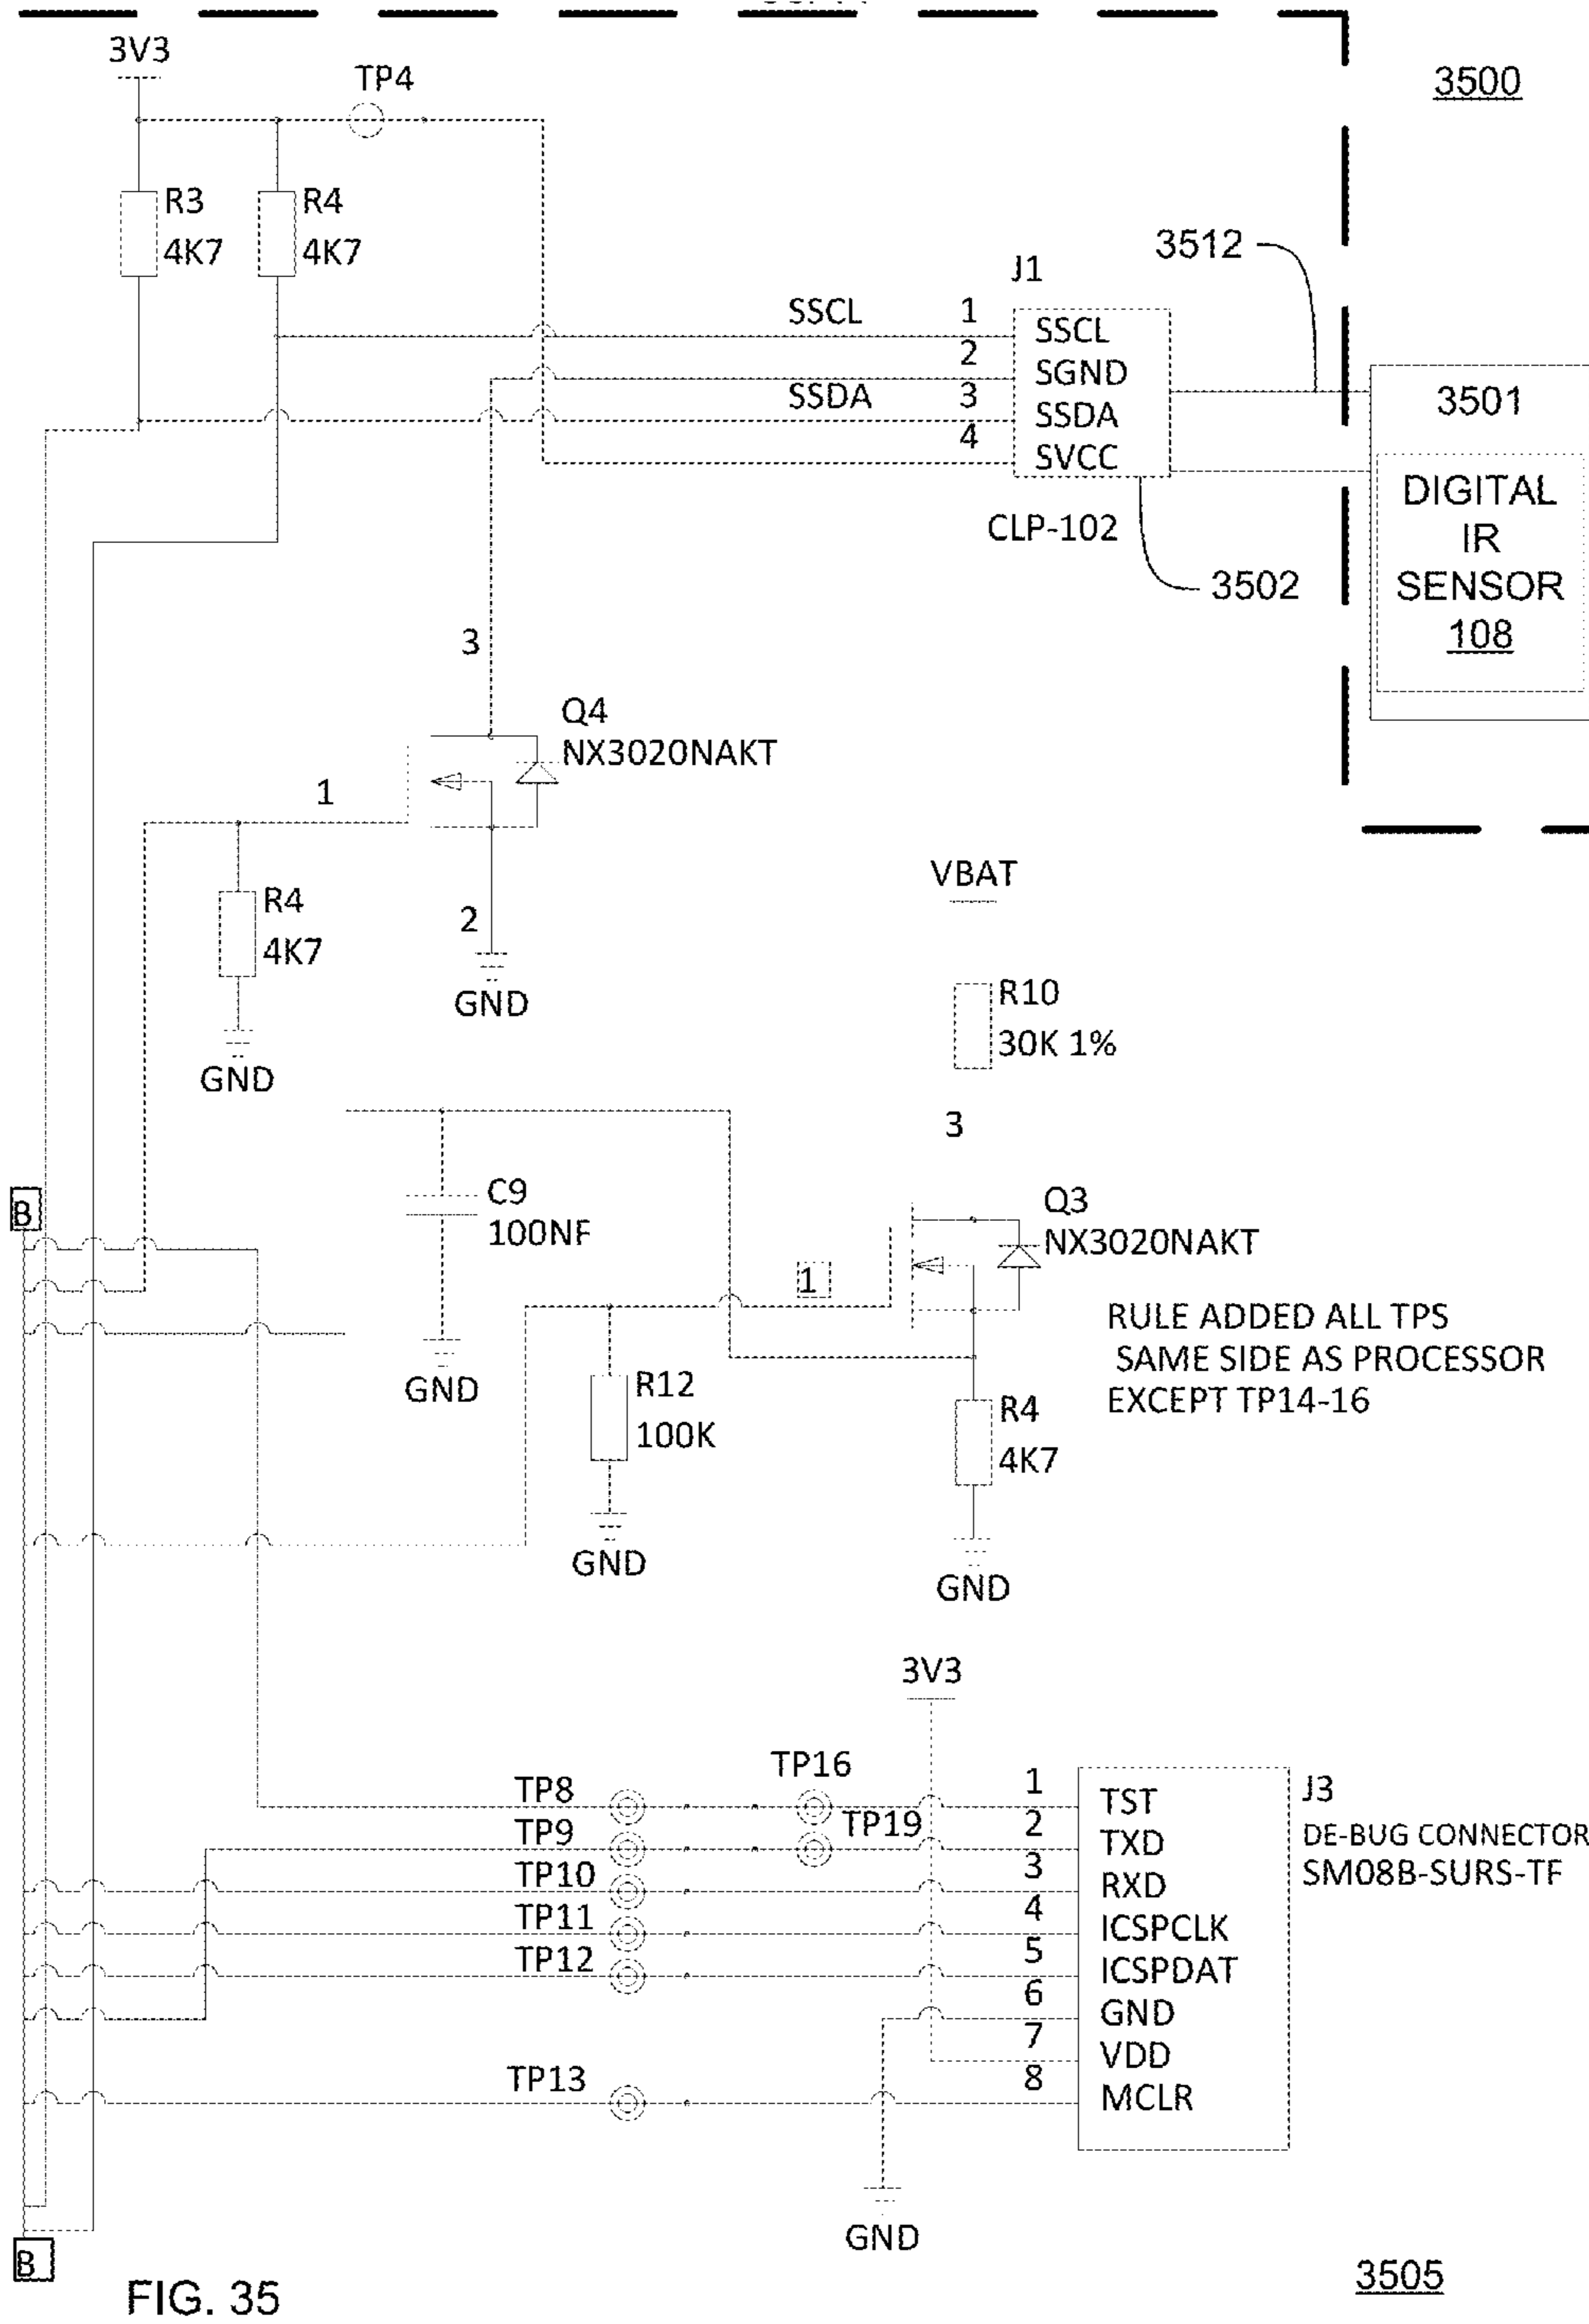 3V3
TP4
3500
R3
4K7
R4
4K7
3512
J1
SSCL
1
SSCL
2
SGND
SSDA
3
SSDA
4
SVCC
3501
DIGITAL
IR
SENSOR
108
CLP-102
3502
3
Q4
NX3020NAKT
1
R4
4K7
2
GND
GND
VBAT
R10
30K 1%
3
B
C9
100NF
Q3
NX3020NAKT
1
GND
RULE ADDED ALL TPS
SAME SIDE AS PROCESSOR
EXCEPT TP14-16
R12
100K
R4
4K7
GND
GND
3V3
TP8
TP16
1
TST
J3
TP9
TP19
2
TXD
DE-BUG CONNECTOR
TP10
3
RXD
SM08B-SURS-TF
TP11
4
ICSPCLK
TP12
5
ICSPDAT
6
GND
7
VDD
TP13
8
MCLR
GND
B
FIG. 35
3505